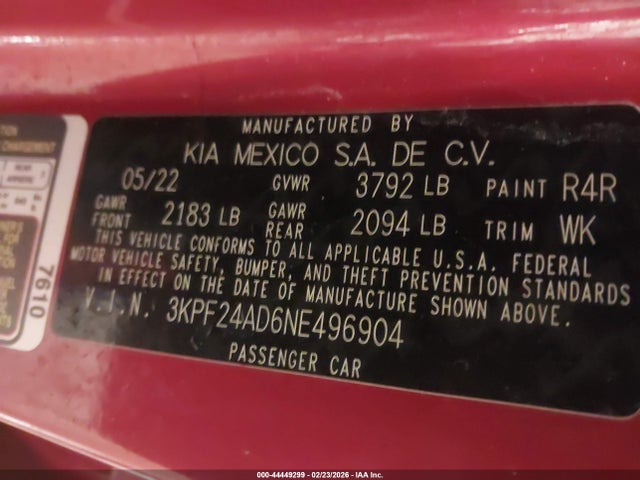 MANUFACTURED BY
KIA MEXICO S.A. DE C.V.
05/22 GVWR 3792 LB PAINT R4R
GAWR FRONT 2183 LB GAWR REAR 2094 LB TRIM WK
THIS VEHICLE CONFORMS TO ALL APPLICABLE U.S.A. FEDERAL
MOTOR VEHICLE SAFETY, BUMPER, AND THEFT PREVENTION STANDARDS
IN EFFECT ON THE DATE OF MANUFACTURE SHOWN ABOVE.
V.I.N. 3KPF24AD6NE496904
PASSENGER CAR
7610
000-44449299 - 02/23/2026 - IAA Inc.